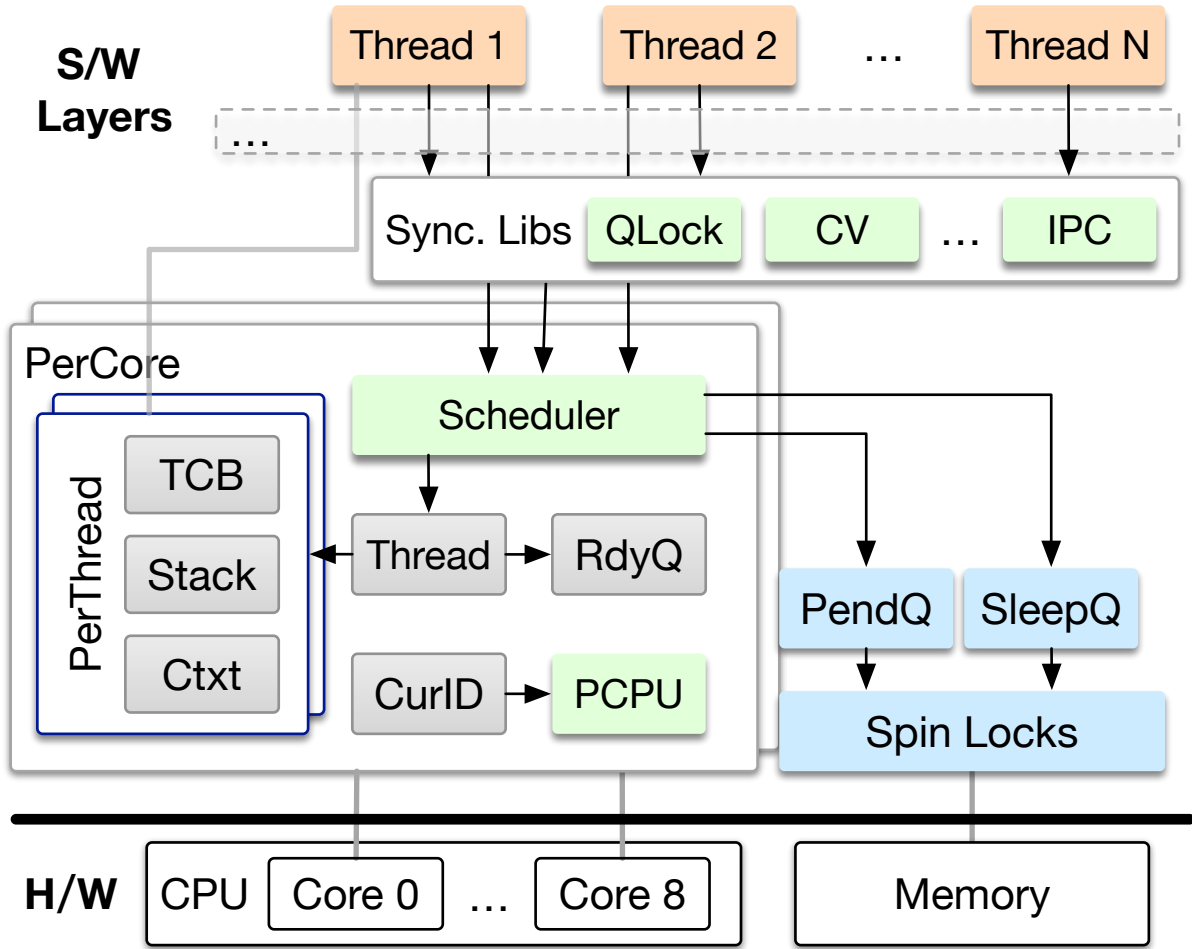 Thread 1
Thread 2
...
Thread N
S/W
Layers
...
Sync. Libs
QLock
CV
...
IPC
PerCore
Scheduler
PerThread
TCB
Stack
Ctxt
Thread
RdyQ
CurID
PCPU
PendQ
SleepQ
Spin Locks
H/W
CPU
Core 0
...
Core 8
Memory